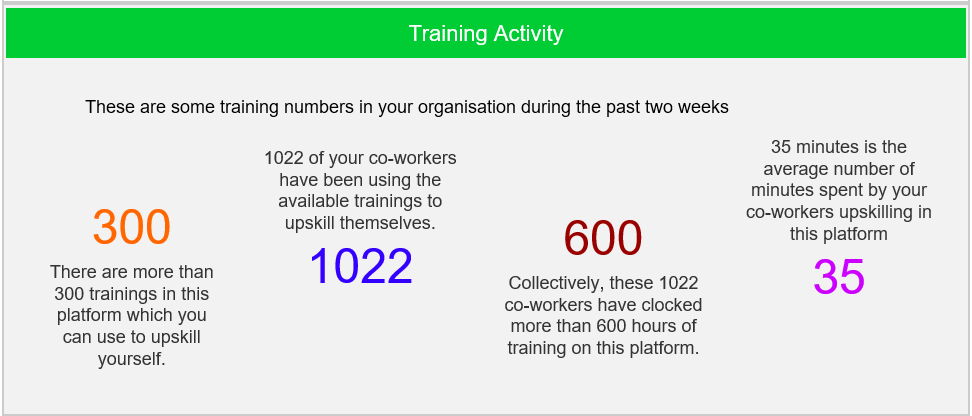 Training Activity
These are some training numbers in your organisation during the past two weeks
300
There are more than
300 trainings in this
platform which you
can use to upskill
yourself.
1022 of your co-workers
have been using the
available trainings to
upskill themselves.
1022
600
Collectively, these 1022
co-workers have clocked
more than 600 hours of
training on this platform.
35 minutes is the
average number of
minutes spent by your
co-workers upskilling in
this platform
35